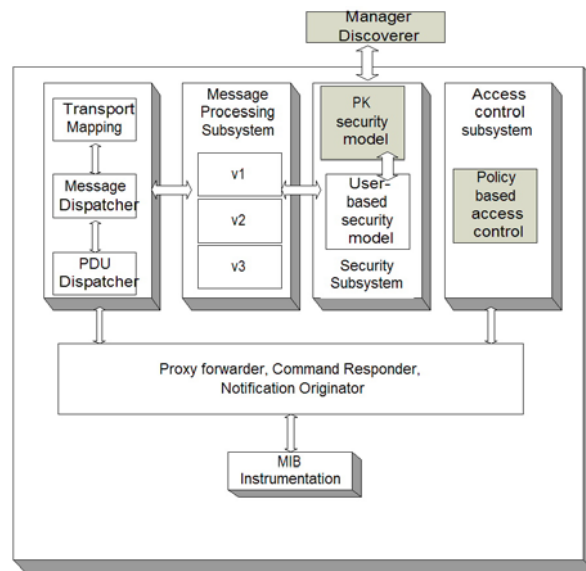 Manager
Discoverer
Transport
Mapping
Message
Dispatcher
PDU
Dispatcher
Message
Processing
Subsystem
v1
v2
v3
PK
security
model
User-
based
security
model
Security
Subsystem
Access
control
subsystem
Policy
based
access
control
Proxy forwarder, Command Responder,
Notification Originator
MIB
Instrumentation